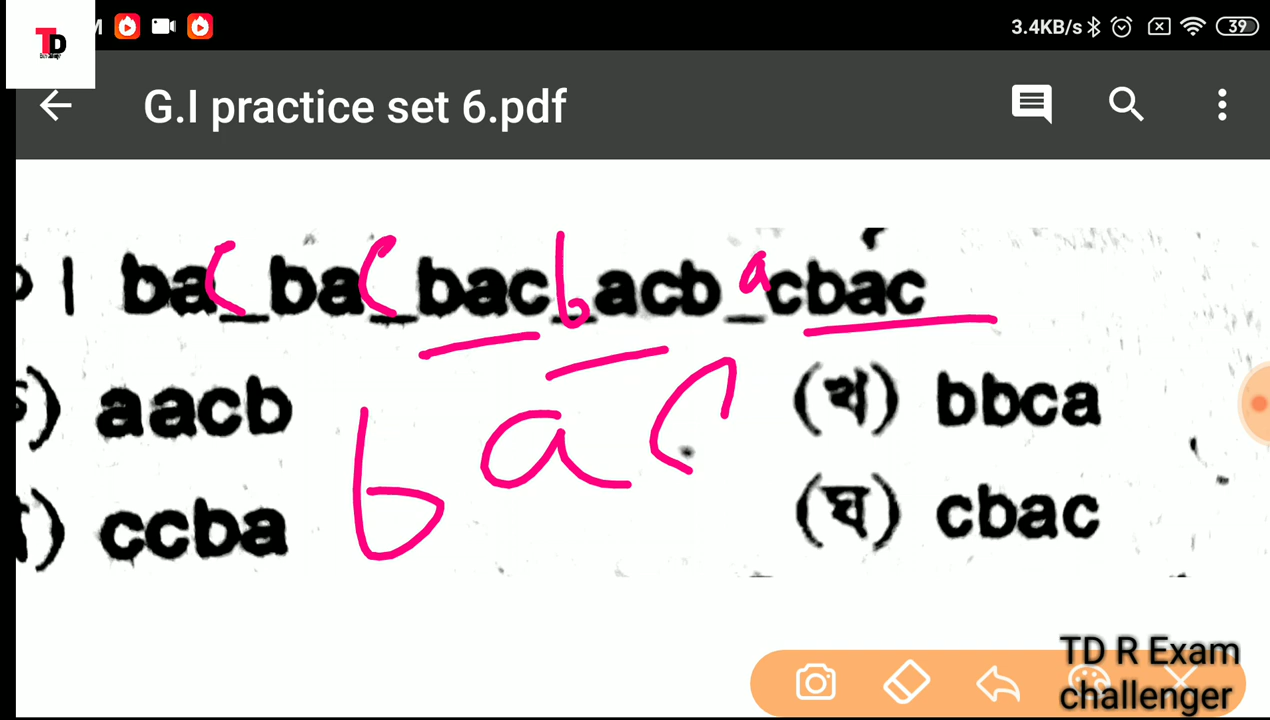 TD
3.4KB/s 39
G.I practice set 6.pdf
। ba_ba_bac_acb_cbac
c c b a
) aacb (খ) bbca
b a c
) ccba (ঘ) cbac
TD R Exam
challenger